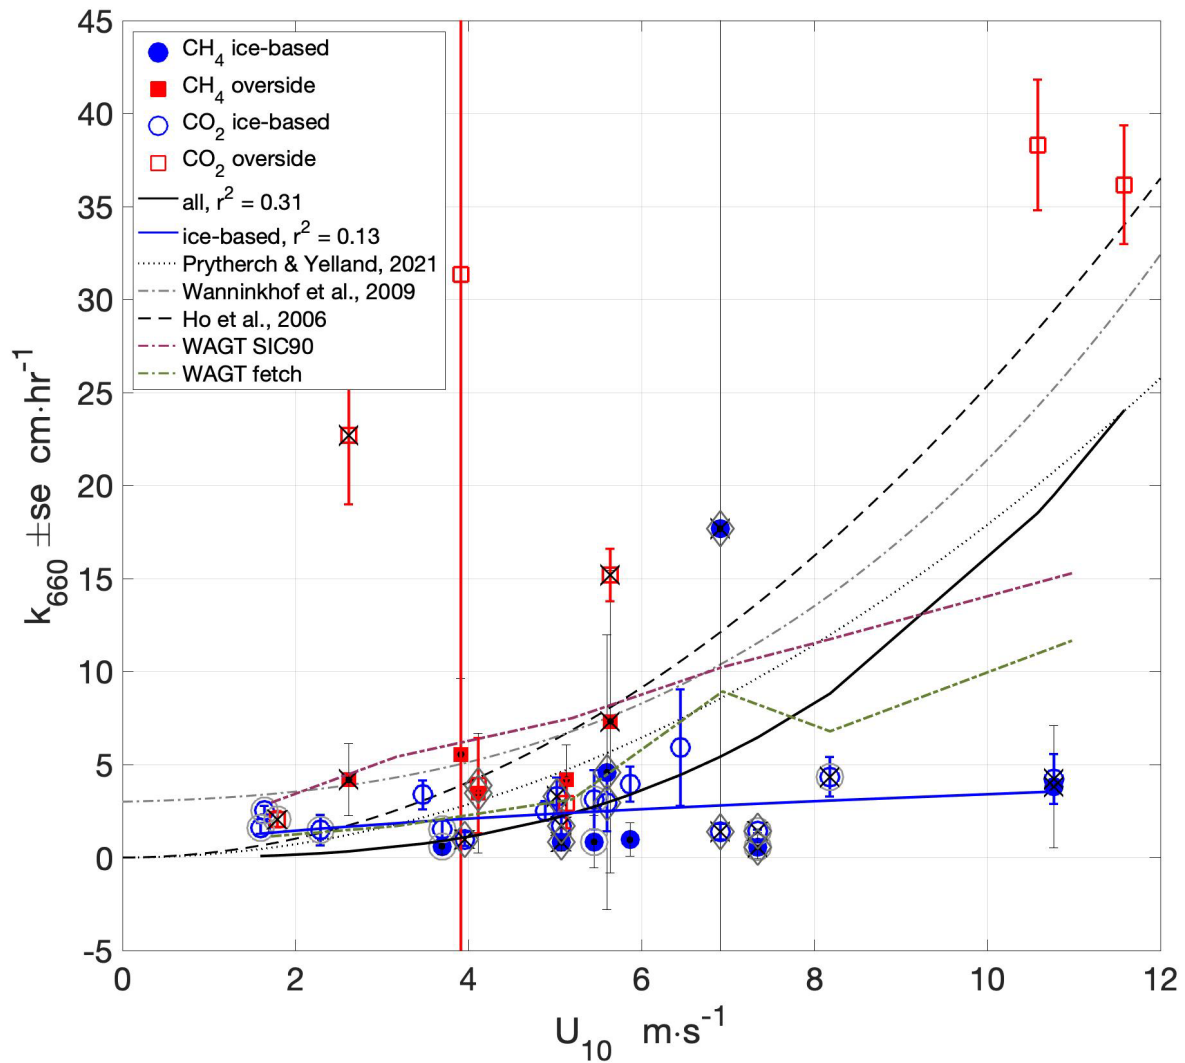 45
40
35
30
25
20
15
10
5
0
-5
k660 ±se cm·hr-1
CH4 ice-based
CH4 overside
CO2 ice-based
CO2 overside
all, r2 = 0.31
ice-based, r2 = 0.13
Prytherch & Yelland, 2021
Wanninkhof et al., 2009
Ho et al., 2006
WAGT SIC90
WAGT fetch
0 2 4 6 8 10 12
U10 m·s-1